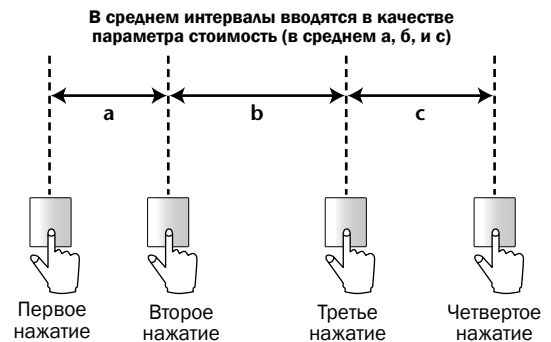 В среднем интервалы вводятся в качестве
параметра стоимость (в среднем а, б, и с)
a b c
Первое нажатие
Второе нажатие
Третье нажатие
Четвертое нажатие